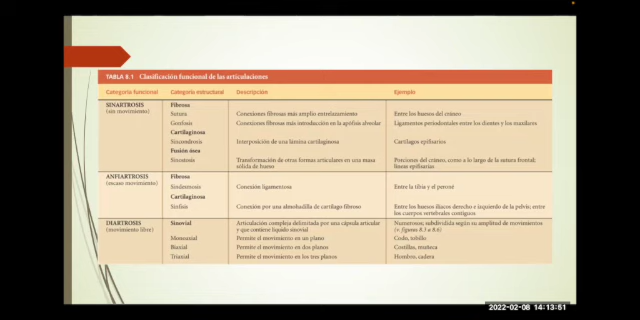 TABLA 8.1 Clasificación funcional de las articulaciones
Categoría funcional Categoría estructural Descripción Ejemplo
SINARTROSIS Fibrosa
(sin movimiento) Sutura Conexiones fibrosas más amplio entrelazamiento Entre los huesos del cráneo
Gonfosis Conexiones fibrosas más introducción en la apófisis alveolar Ligamentos periodontales entre los dientes y los maxilares
Cartilaginosa
Sincondrosis Interposición de una lámina cartilaginosa Cartílagos epifisarios
Fusión ósea
Sinostosis Transformación de otras formas articulares en una masa Porciones del cráneo, como a lo largo de la sutura frontal;
sólida de hueso líneas epifisarias
ANFIARTROSIS Fibrosa
(escaso movimiento) Sindesmosis Conexión ligamentosa Entre la tibia y el peroné
Cartilaginosa
Sínfisis Conexión por una almohadilla de cartílago fibroso Entre los huesos ilíacos derecho e izquierdo de la pelvis; entre
los cuerpos vertebrales contiguos
DIARTROSIS Sinovial Articulación compleja delimitada por una cápsula articular Numerosos; subdividida según su amplitud de movimientos
(movimiento libre) y que contiene líquido sinovial (v. figuras 8.5 a 8.6)
Monoaxial Permite el movimiento en un plano Codo, tobillo
Biaxial Permite el movimiento en dos planos Costillas, muñeca
Triaxial Permite el movimiento en los tres planos Hombro, cadera
2022-02-08 14:13:51